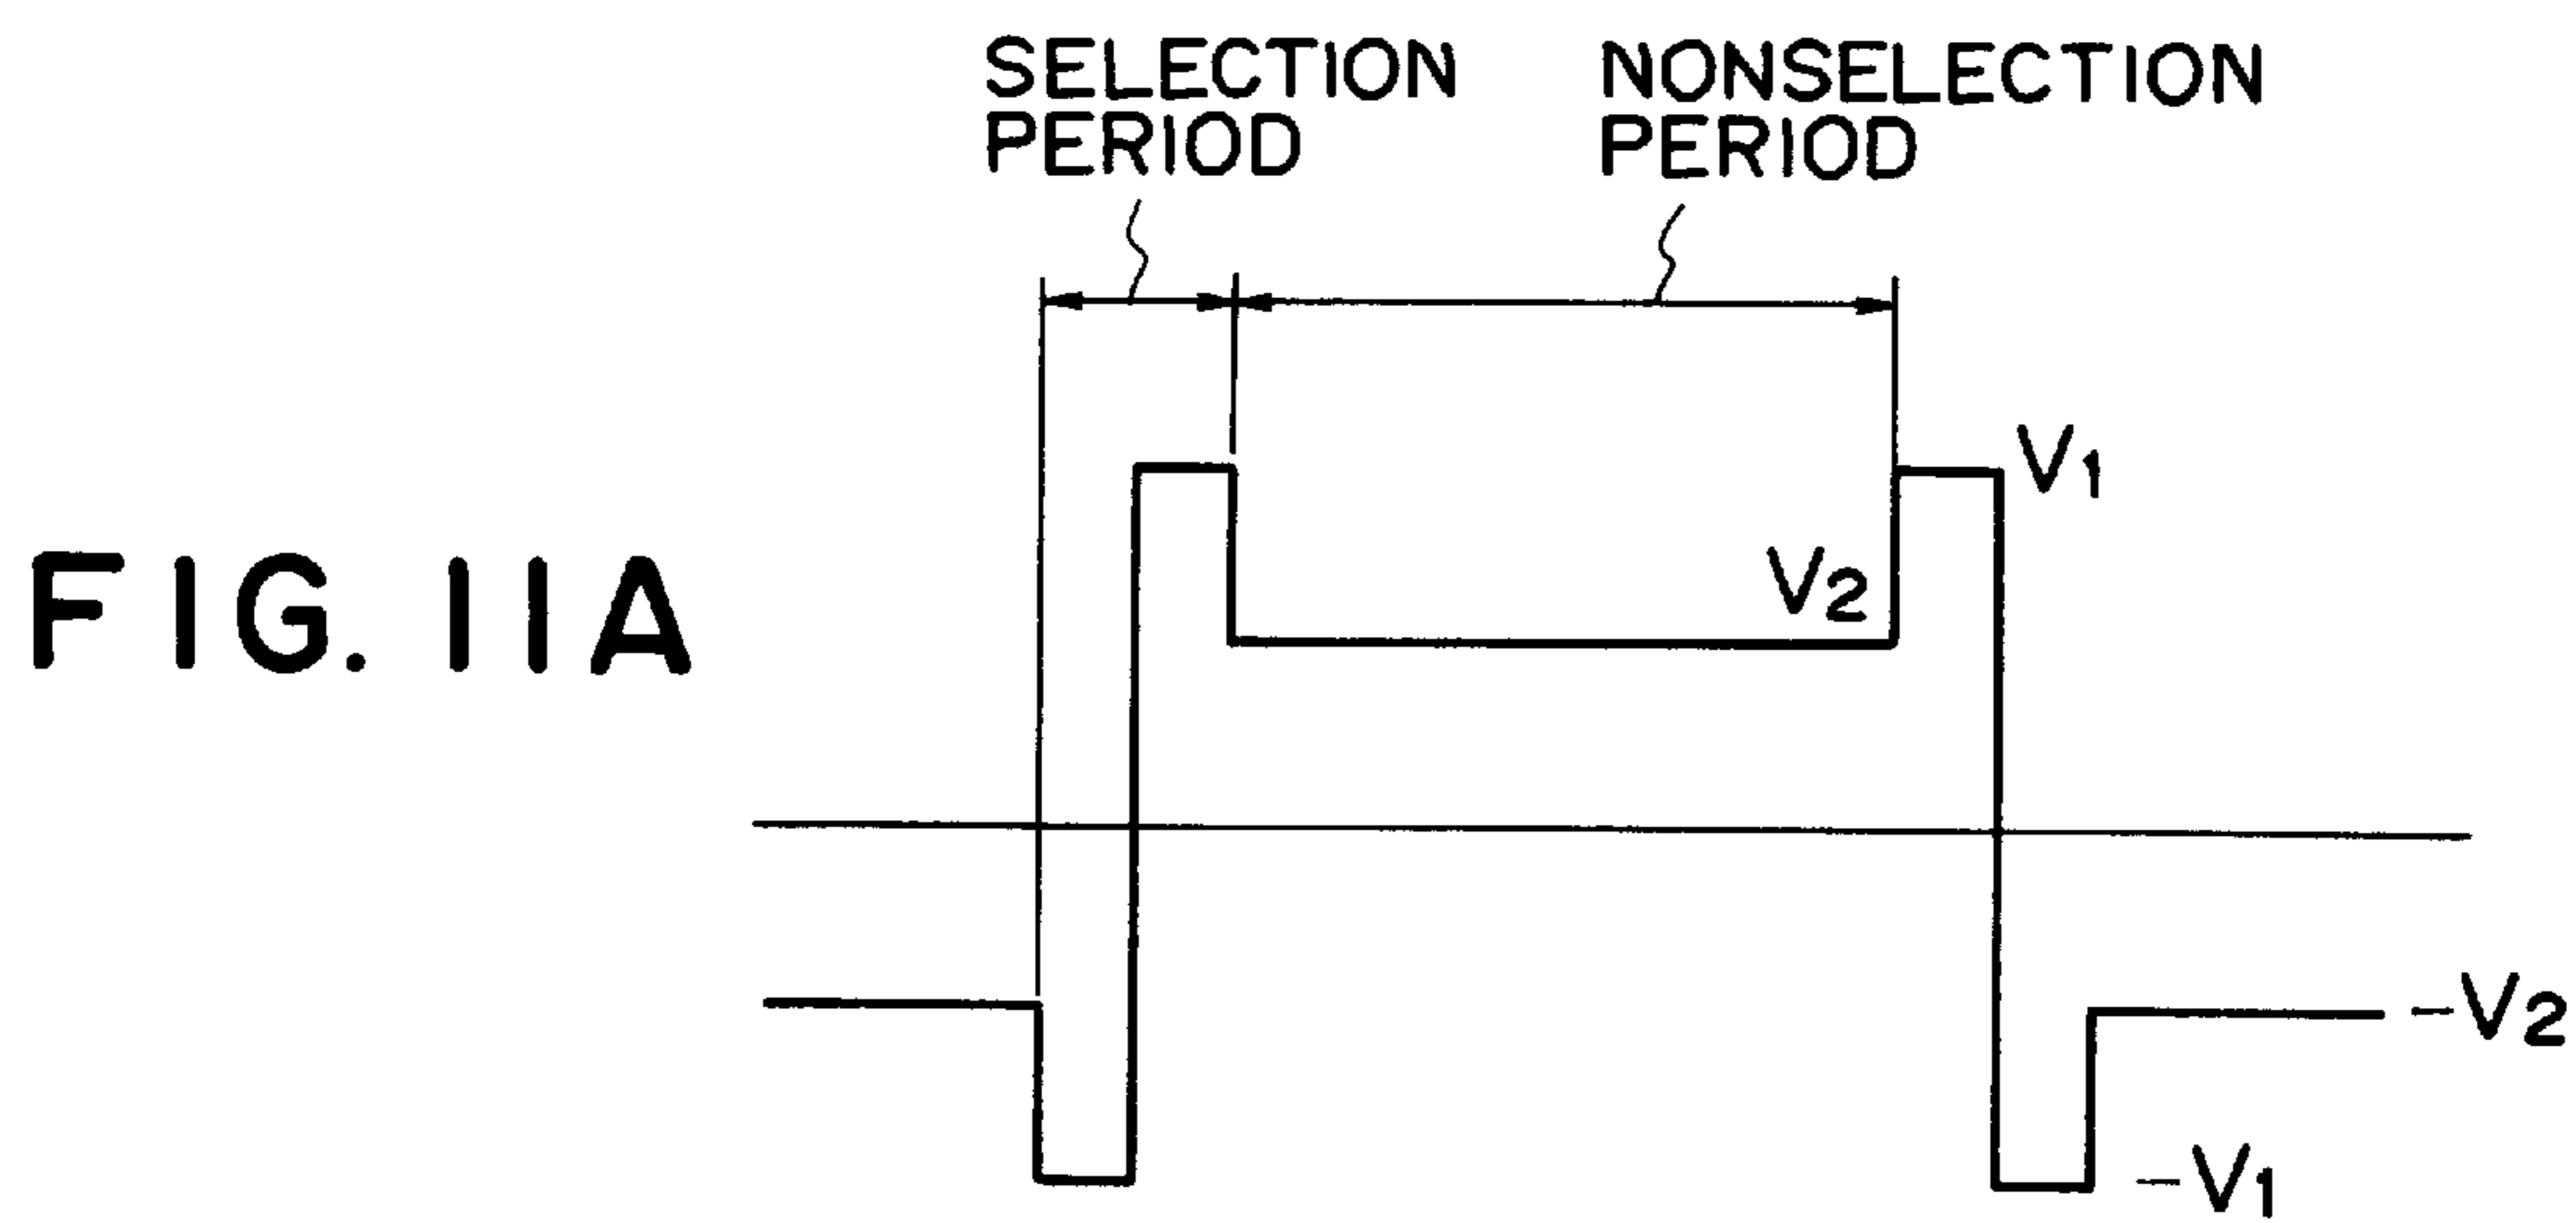 SELECTION
PERIOD
NONSELECTION
PERIOD
V1
V2
FIG. 11A
-V2
-V1